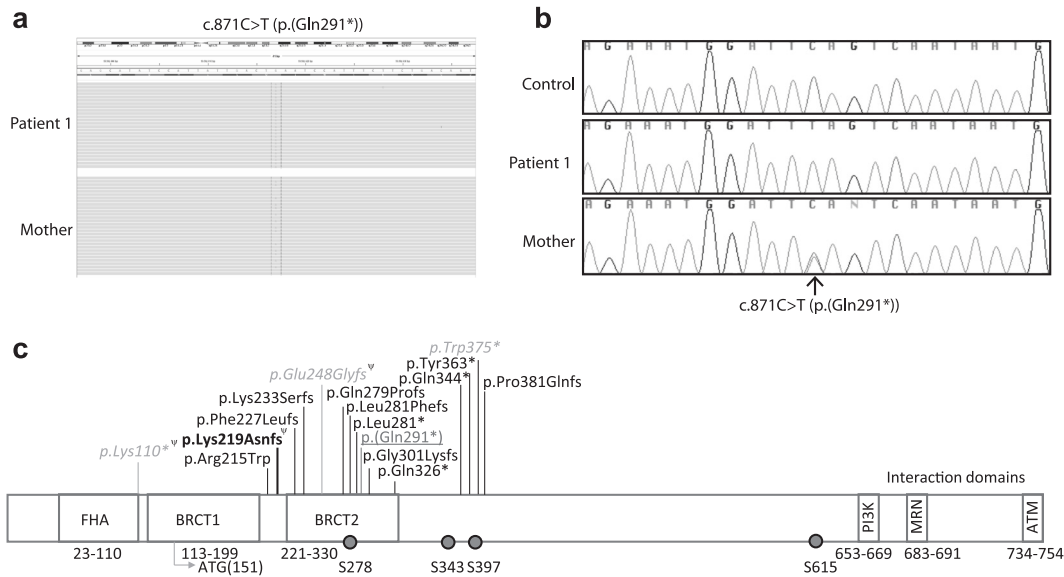 a
c.871C>T (p.(Gln291*))
Patient 1
Mother
b
Control
A G A A A T G G A T T C A G T C A A T A A T G
Patient 1
A G A A A T G G A T T T A G T C A A T A A T G
Mother
A G A A A T G G A T T C A N T C A A T A A T G
c.871C>T (p.(Gln291*))
c
p.Trp375*
p.Tyr363*
p.Glu248Glyfsᴪ
p.Gln344*
p.Pro381Glnfs
p.Lys233Serfs
p.Gln279Profs
p.Phe227Leufs
p.Leu281Phefs
p.Lys219Asnfsᴪ
p.Leu281*
p.Lys110*ᴪ
p.(Gln291*)
p.Arg215Trp
p.Gly301Lysfs
p.Gln326*
Interaction domains
FHA
BRCT1
BRCT2
PI3K
MRN
ATM
23-110
113-199
221-330
653-669
683-691
734-754
ATG(151)
S278
S343
S397
S615